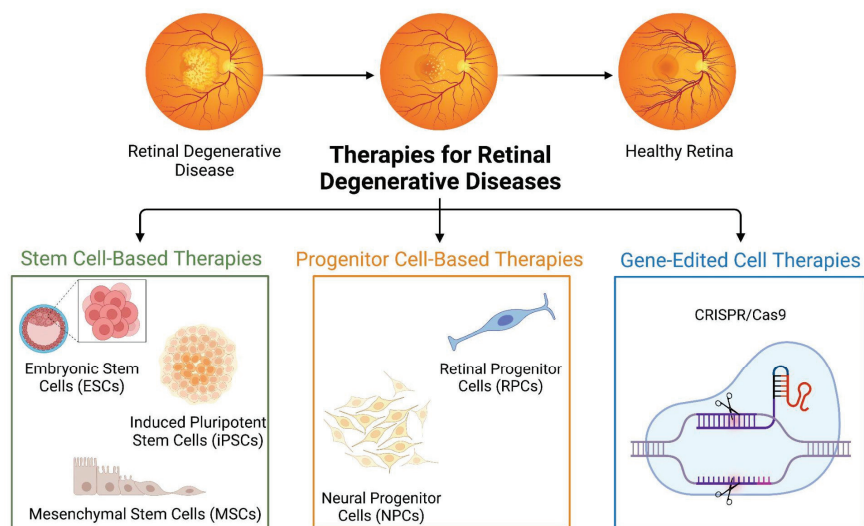 Retinal Degenerative
Disease
Therapies for Retinal
Degenerative Diseases
Healthy Retina
Stem Cell-Based Therapies
Embryonic Stem
Cells (ESCs)
Induced Pluripotent
Stem Cells (iPSCs)
Mesenchymal Stem Cells (MSCs)
Progenitor Cell-Based Therapies
Retinal Progenitor
Cells (RPCs)
Neural Progenitor
Cells (NPCs)
Gene-Edited Cell Therapies
CRISPR/Cas9